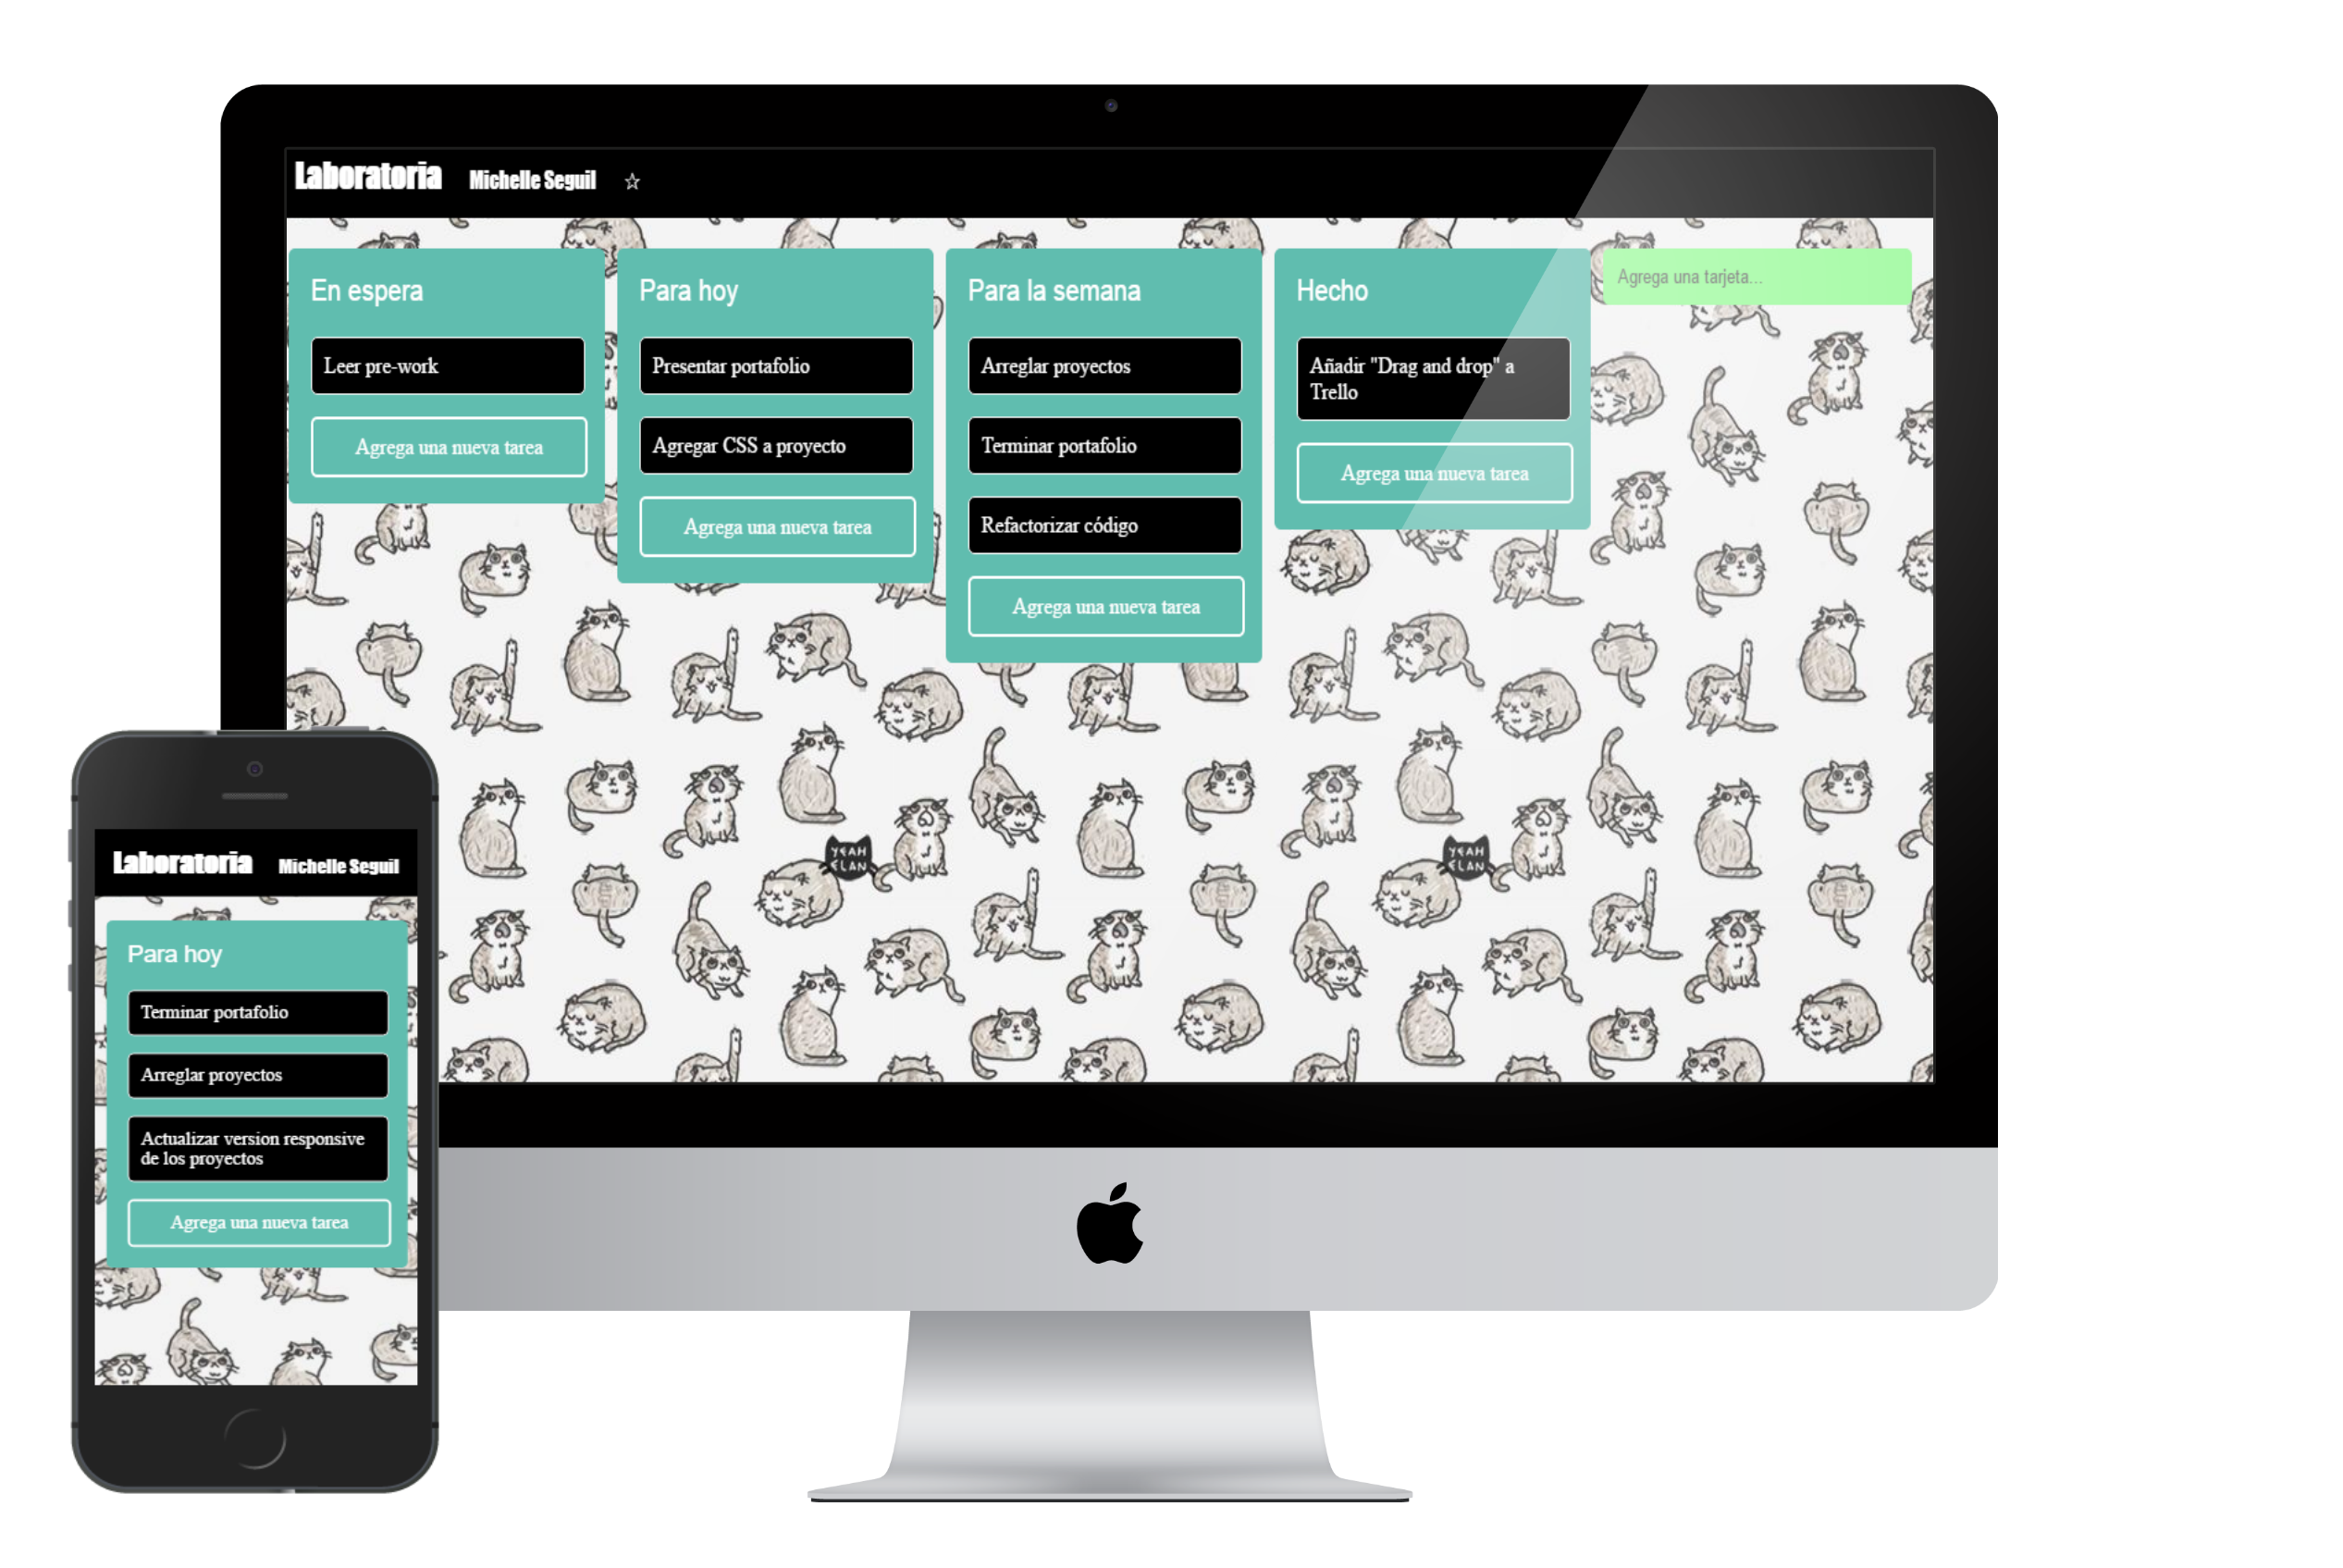 Laboratoria Michelle Seguil ☆
En espera
Leer pre-work
Agrega una nueva tarea
Para hoy
Presentar portafolio
Agregar CSS a proyecto
Agrega una nueva tarea
Para la semana
Arreglar proyectos
Terminar portafolio
Refactorizar código
Agrega una nueva tarea
Hecho
Añadir "Drag and drop" a
Trello
Agrega una nueva tarea
Agrega una tarjeta...
YEAH
CLAN
YEAH
CLAN
Laboratoria Michelle Seguil
Para hoy
Terminar portafolio
Arreglar proyectos
Actualizar version responsive
de los proyectos
Agrega una nueva tarea